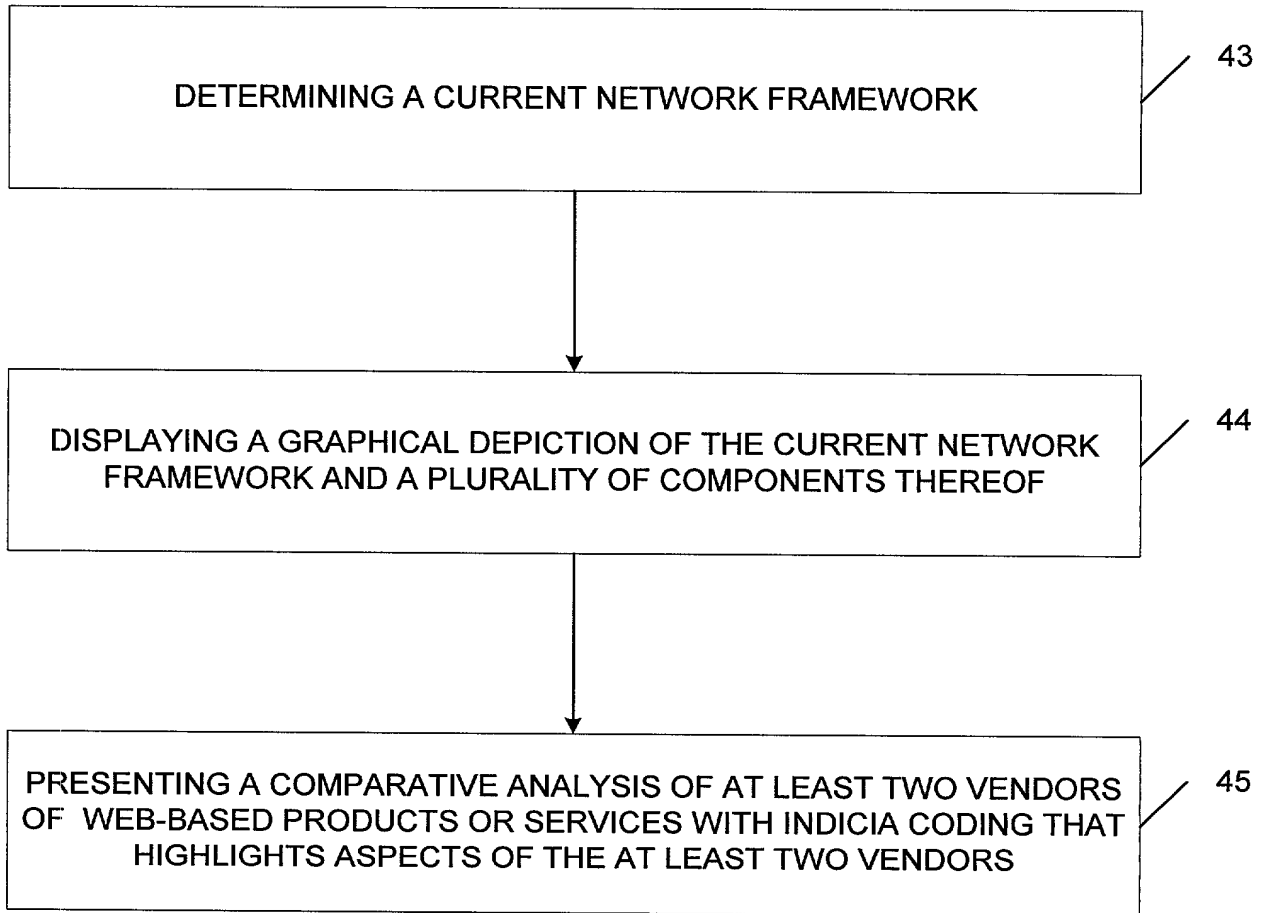 DETERMINING A CURRENT NETWORK FRAMEWORK
43
DISPLAYING A GRAPHICAL DEPICTION OF THE CURRENT NETWORK
FRAMEWORK AND A PLURALITY OF COMPONENTS THEREOF
44
PRESENTING A COMPARATIVE ANALYSIS OF AT LEAST TWO VENDORS
OF WEB-BASED PRODUCTS OR SERVICES WITH INDICIA CODING THAT
HIGHLIGHTS ASPECTS OF THE AT LEAST TWO VENDORS
45